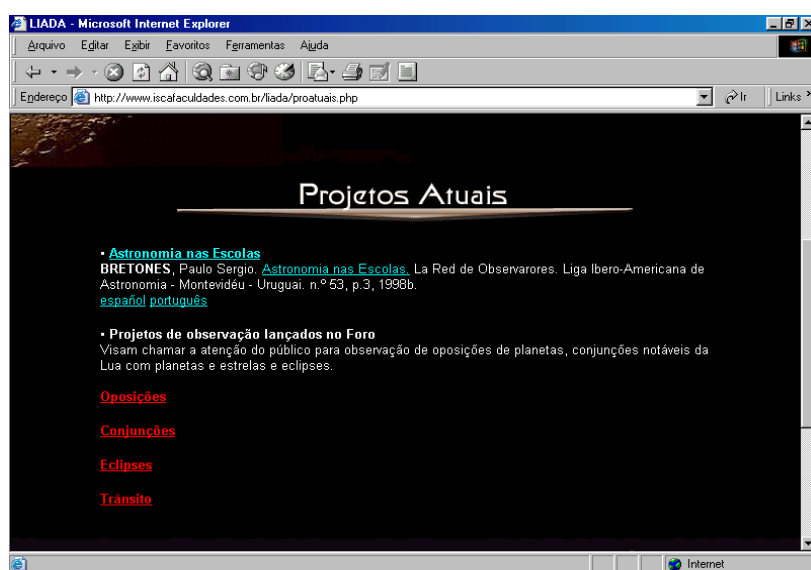 LIADA - Microsoft Internet Explorer
Arquivo Editar Exibir Favoritos Ferramentas Ajuda
Endereço http://www.iscafaculdades.com.br/liada/proatuais.php Ir Links »
Projetos Atuais
• Astronomia nas Escolas
BRETONES, Paulo Sergio. Astronomia nas Escolas. La Red de Observarores. Liga Ibero-Americana de
Astronomia - Montevidéu - Uruguai. n.º 53, p.3, 1998b.
español português
• Projetos de observação lançados no Foro
Visam chamar a atenção do público para observação de oposições de planetas, conjunções notáveis da
Lua com planetas e estrelas e eclipses.
Oposições
Conjunções
Eclipses
Tránsito
Internet